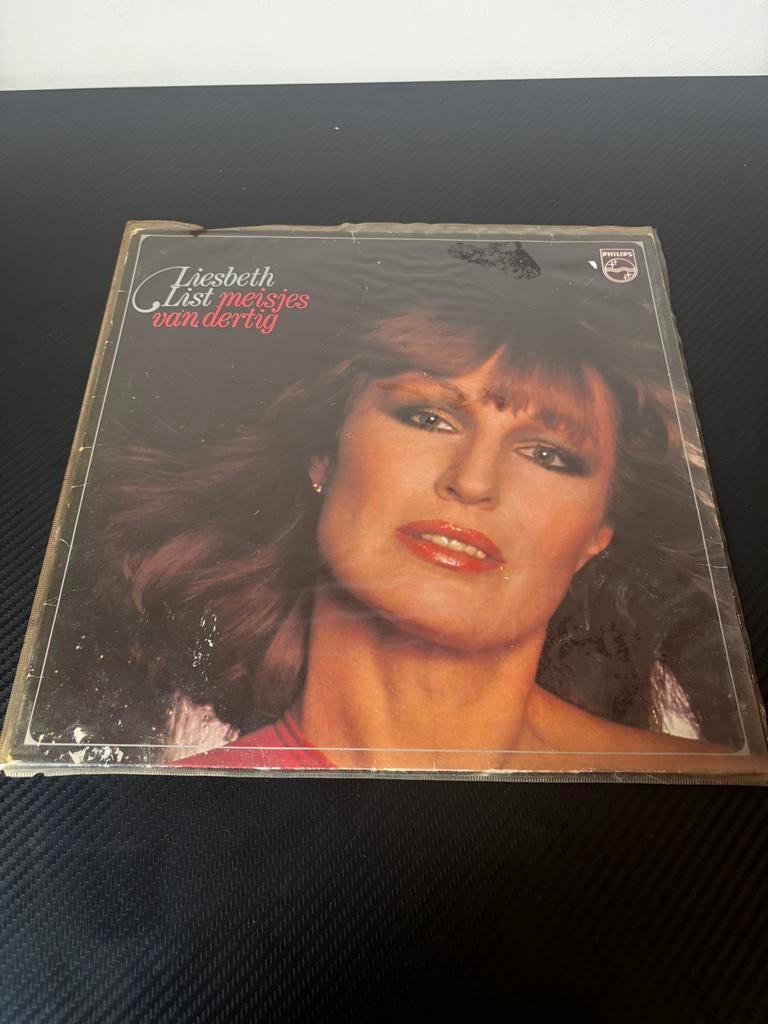 Liesbeth
List meisjes
van dertig
PHILIPS